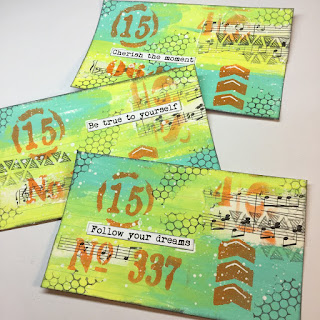 (15)
Cherish the moment
(15)
Be true to yourself
No
(15)
Follow your dreams
No 337